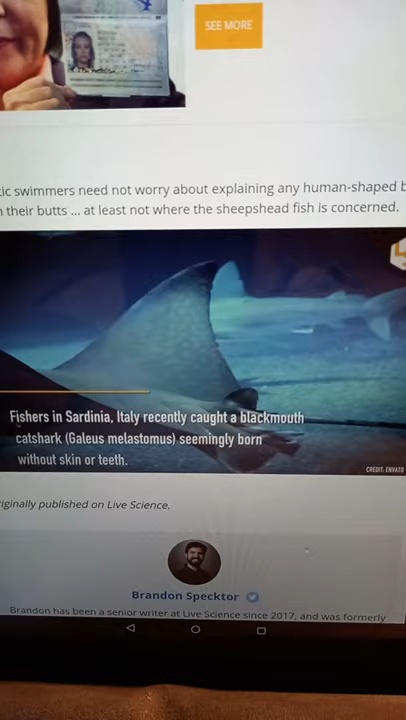 SEE MORE
tic swimmers need not worry about explaining any human-shaped b
n their butts ... at least not where the sheepshead fish is concerned.
Fishers in Sardinia, Italy recently caught a blackmouth
catshark (Galeus melastomus) seemingly born
without skin or teeth.
CREDIT: ENVATO
riginally published on Live Science.
Brandon Specktor
Brandon has been a senior writer at Live Science since 2017, and was formerly